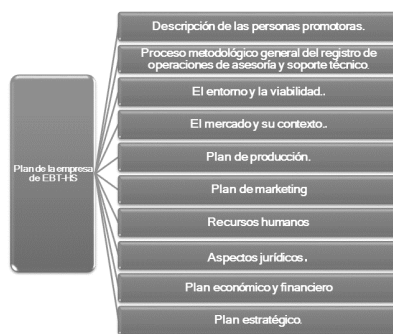 Plan de la empresa
de EBT-HS
Descripción de las personas promotoras.
Proceso metodológico general del registro de
operaciones de asesoría y soporte técnico.
El entorno y la viabilidad..
El mercado y su contexto..
Plan de producción.
Plan de marketing
Recursos humanos
Aspectos jurídicos.
Plan económico y financiero
Plan estratégico.